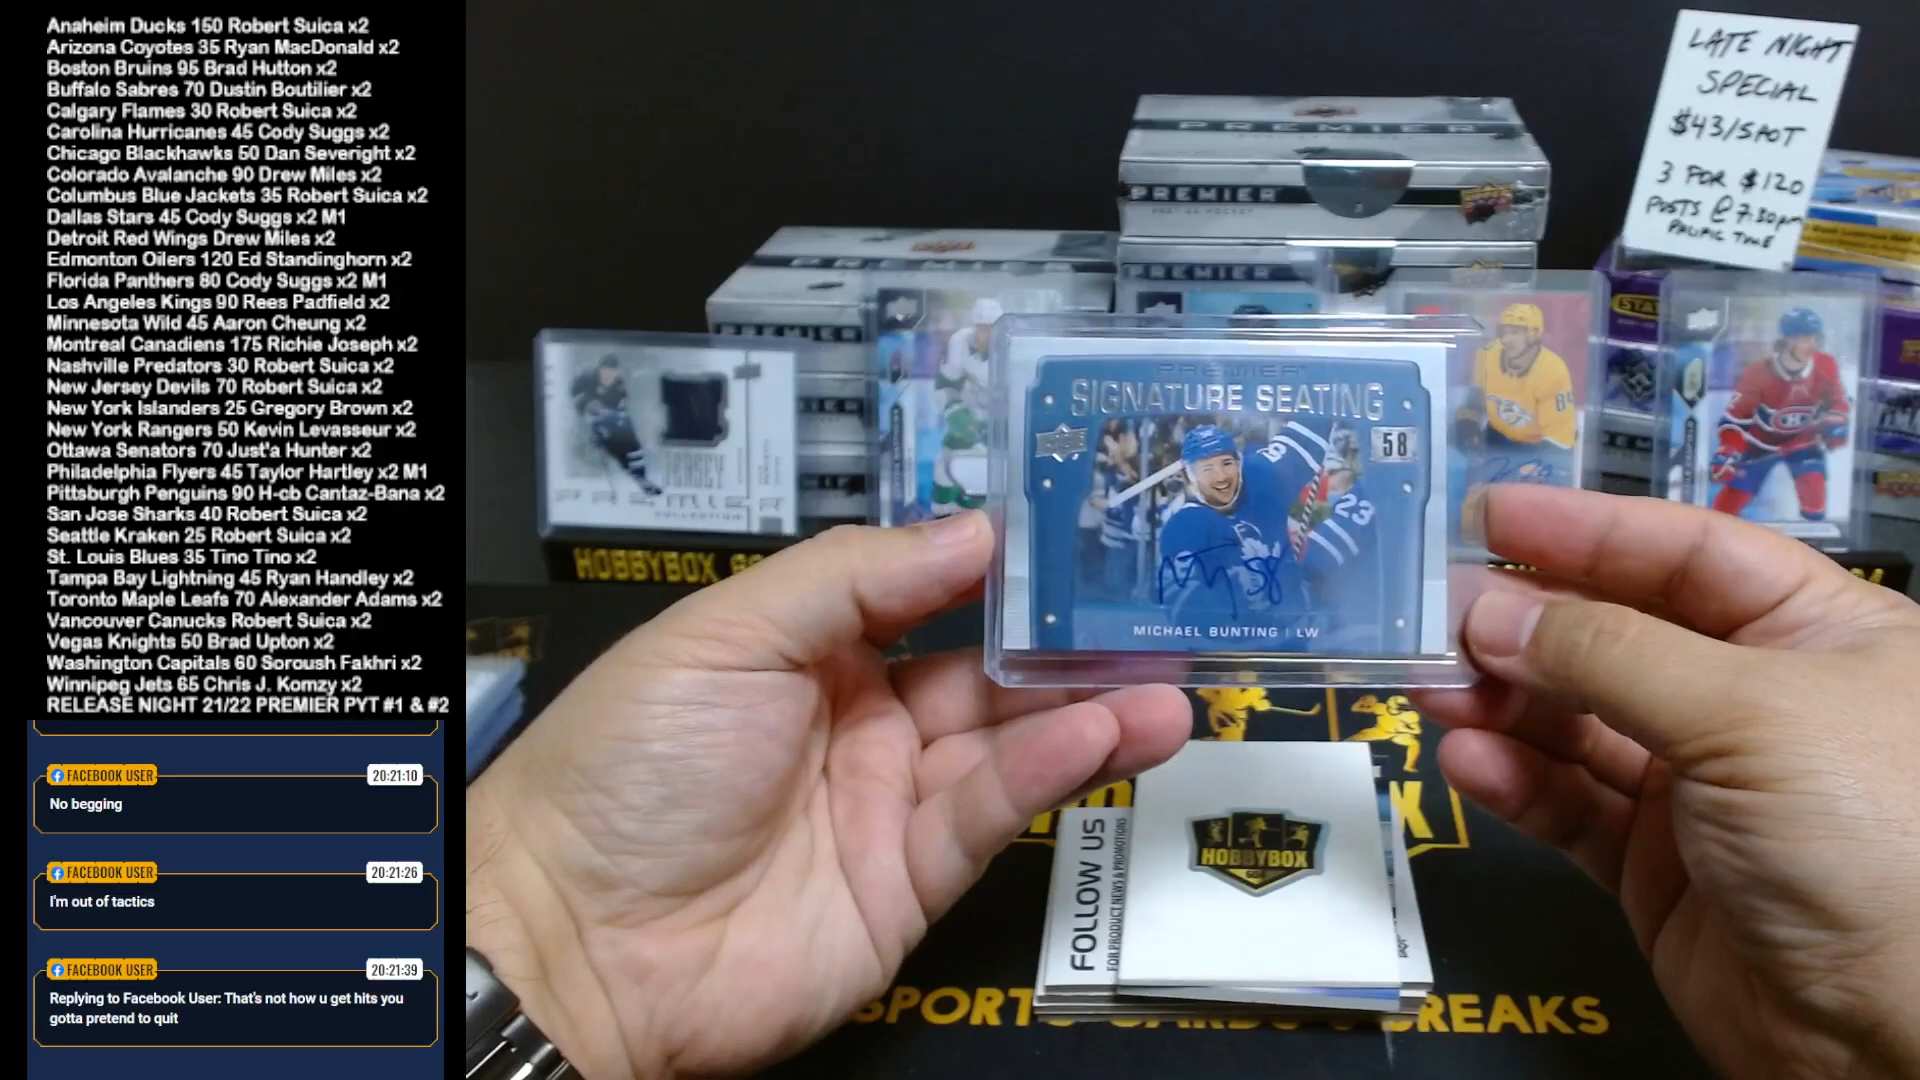 Anaheim Ducks 150 Robert Suica x2
Arizona Coyotes 35 Ryan MacDonald x2
Boston Bruins 95 Brad Hutton x2
Buffalo Sabres 70 Dustin Boutilier x2
Calgary Flames 30 Robert Suica x2
Carolina Hurricanes 45 Cody Suggs x2
Chicago Blackhawks 50 Dan Severight x2
Colorado Avalanche 90 Drew Miles x2
Columbus Blue Jackets 35 Robert Suica x2
Dallas Stars 45 Cody Suggs x2 M1
Detroit Red Wings Drew Miles x2
Edmonton Oilers 120 Ed Standinghorn x2
Florida Panthers 80 Cody Suggs x2 M1
Los Angeles Kings 90 Rees Padfield x2
Minnesota Wild 45 Aaron Cheung x2
Montreal Canadiens 175 Richie Joseph x2
Nashville Predators 30 Robert Suica x2
New Jersey Devils 70 Robert Suica x2
New York Islanders 25 Gregory Brown x2
New York Rangers 50 Kevin Levasseur x2
Ottawa Senators 70 Just'a Hunter x2
Philadelphia Flyers 45 Taylor Hartley x2 M1
Pittsburgh Penguins 90 H-cb Cantaz-Bana x2
San Jose Sharks 40 Robert Suica x2
Seattle Kraken 25 Robert Suica x2
St. Louis Blues 35 Tino Tino x2
Tampa Bay Lightning 45 Ryan Handley x2
Toronto Maple Leafs 70 Alexander Adams x2
Vancouver Canucks Robert Suica x2
Vegas Knights 50 Brad Upton x2
Washington Capitals 60 Soroush Fakhri x2
Winnipeg Jets 65 Chris J. Komzy x2
RELEASE NIGHT 21/22 PREMIER PYT #1 & #2
FACEBOOK USER 20:21:10
No begging
FACEBOOK USER 20:21:26
I'm out of tactics
FACEBOOK USER 20:21:39
Replying to Facebook User: That's not how u get hits you
gotta pretend to quit
LATE NIGHT
SPECIAL
$43/SPOT
3 FOR $120
POSTS @ 7:30pm
PACIFIC TIME
PREMIER
PREMIER
PREMIER
JERSEY
PREMIER
COLLECTION
HOBBYBOX
PREMIER
SIGNATURE SEATING
58
23
58
MICHAEL BUNTING | LW
84
FOLLOW US
FOR PRODUCT NEWS & PROMOTIONS
HOBBYBOX
SPORTS CARDS
BREAKS